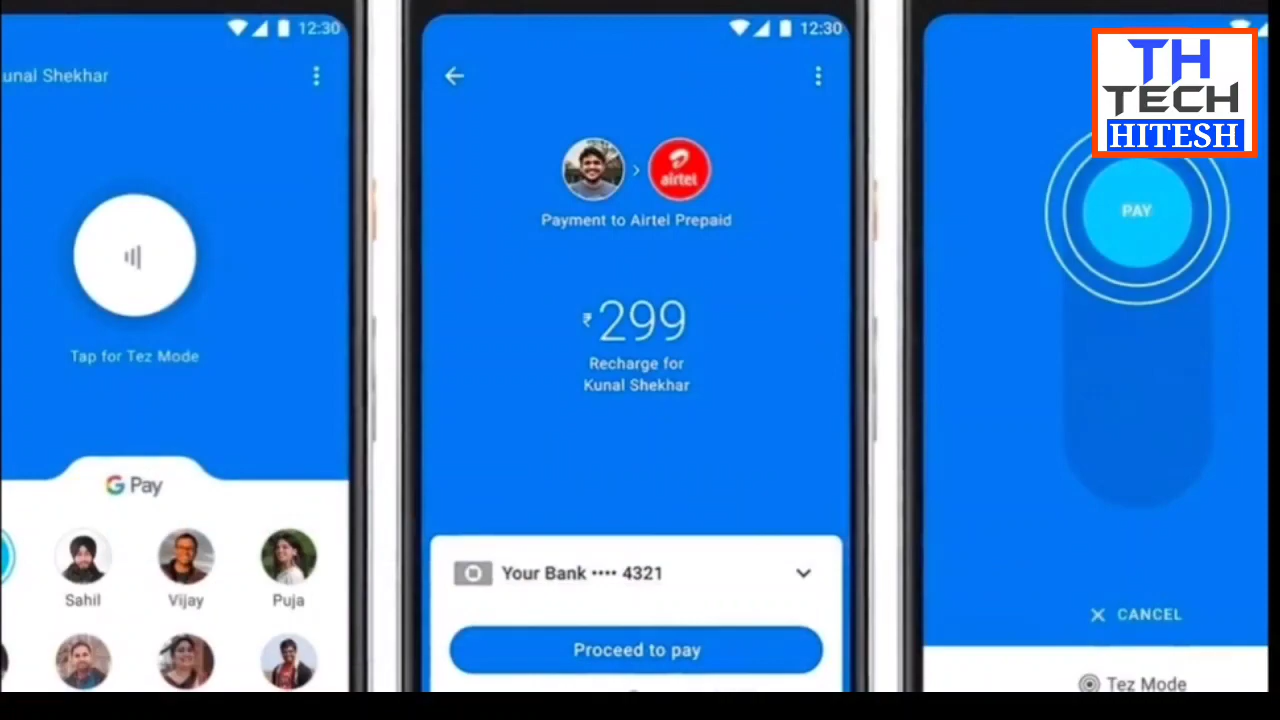 12:30
unal Shekhar
Tap for Tez Mode
G Pay
Sahil
Vijay
Puja
12:30
airtel
Payment to Airtel Prepaid
₹299
Recharge for
Kunal Shekhar
Your Bank •••• 4321
Proceed to pay
TH
TECH
HITESH
PAY
CANCEL
Tez Mode